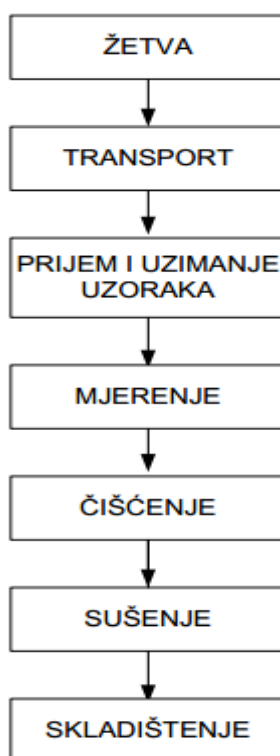 ŽETVA
TRANSPORT
PRIJEM I UZIMANJE
UZORAKA
MJERENJE
ČIŠĆENJE
SUŠENJE
SKLADIŠTENJE